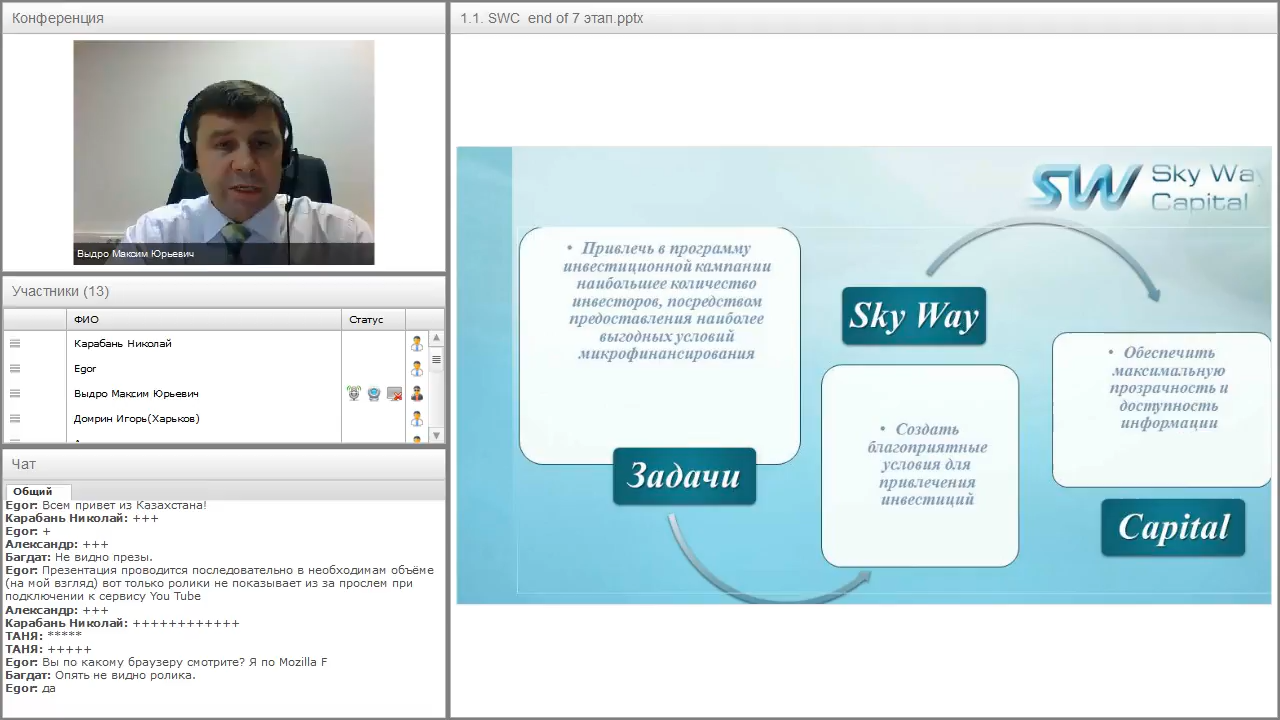 Конференция
Выдро Максим Юрьевич
Участники (13)
ФИО Статус
Карабань Николай
Egor
Выдро Максим Юрьевич
Домрин Игорь(Харьков)
Чат
Общий
Egor: Всем привет из Казахстана!
Карабань Николай: +++
Egor: +
Александр: +++
Багдат: Не видно презы.
Egor: Презентация проводится последовательно в необходимам объёме
(на мой взгляд) вот только ролики не показывает из за прослем при
подключении к сервису You Tube
Александр: +++
Карабань Николай: ++++++++++++
ТАНЯ: *****
ТАНЯ: +++++
Egor: Вы по какому браузеру смотрите? Я по Mozilla F
Багдат: Опять не видно ролика.
Egor: да
1.1. SWC end of 7 этап.pptx
SW Sky Way
Capital
• Привлечь в программу
инвестиционной кампании
наибольшее количество
инвесторов, посредством
предоставления наиболее
выгодных условий
микрофинансирования
Задачи
Sky Way
• Создать
благоприятные
условия для
привлечения
инвестиций
• Обеспечить
максимальную
прозрачность и
доступность
информации
Capital